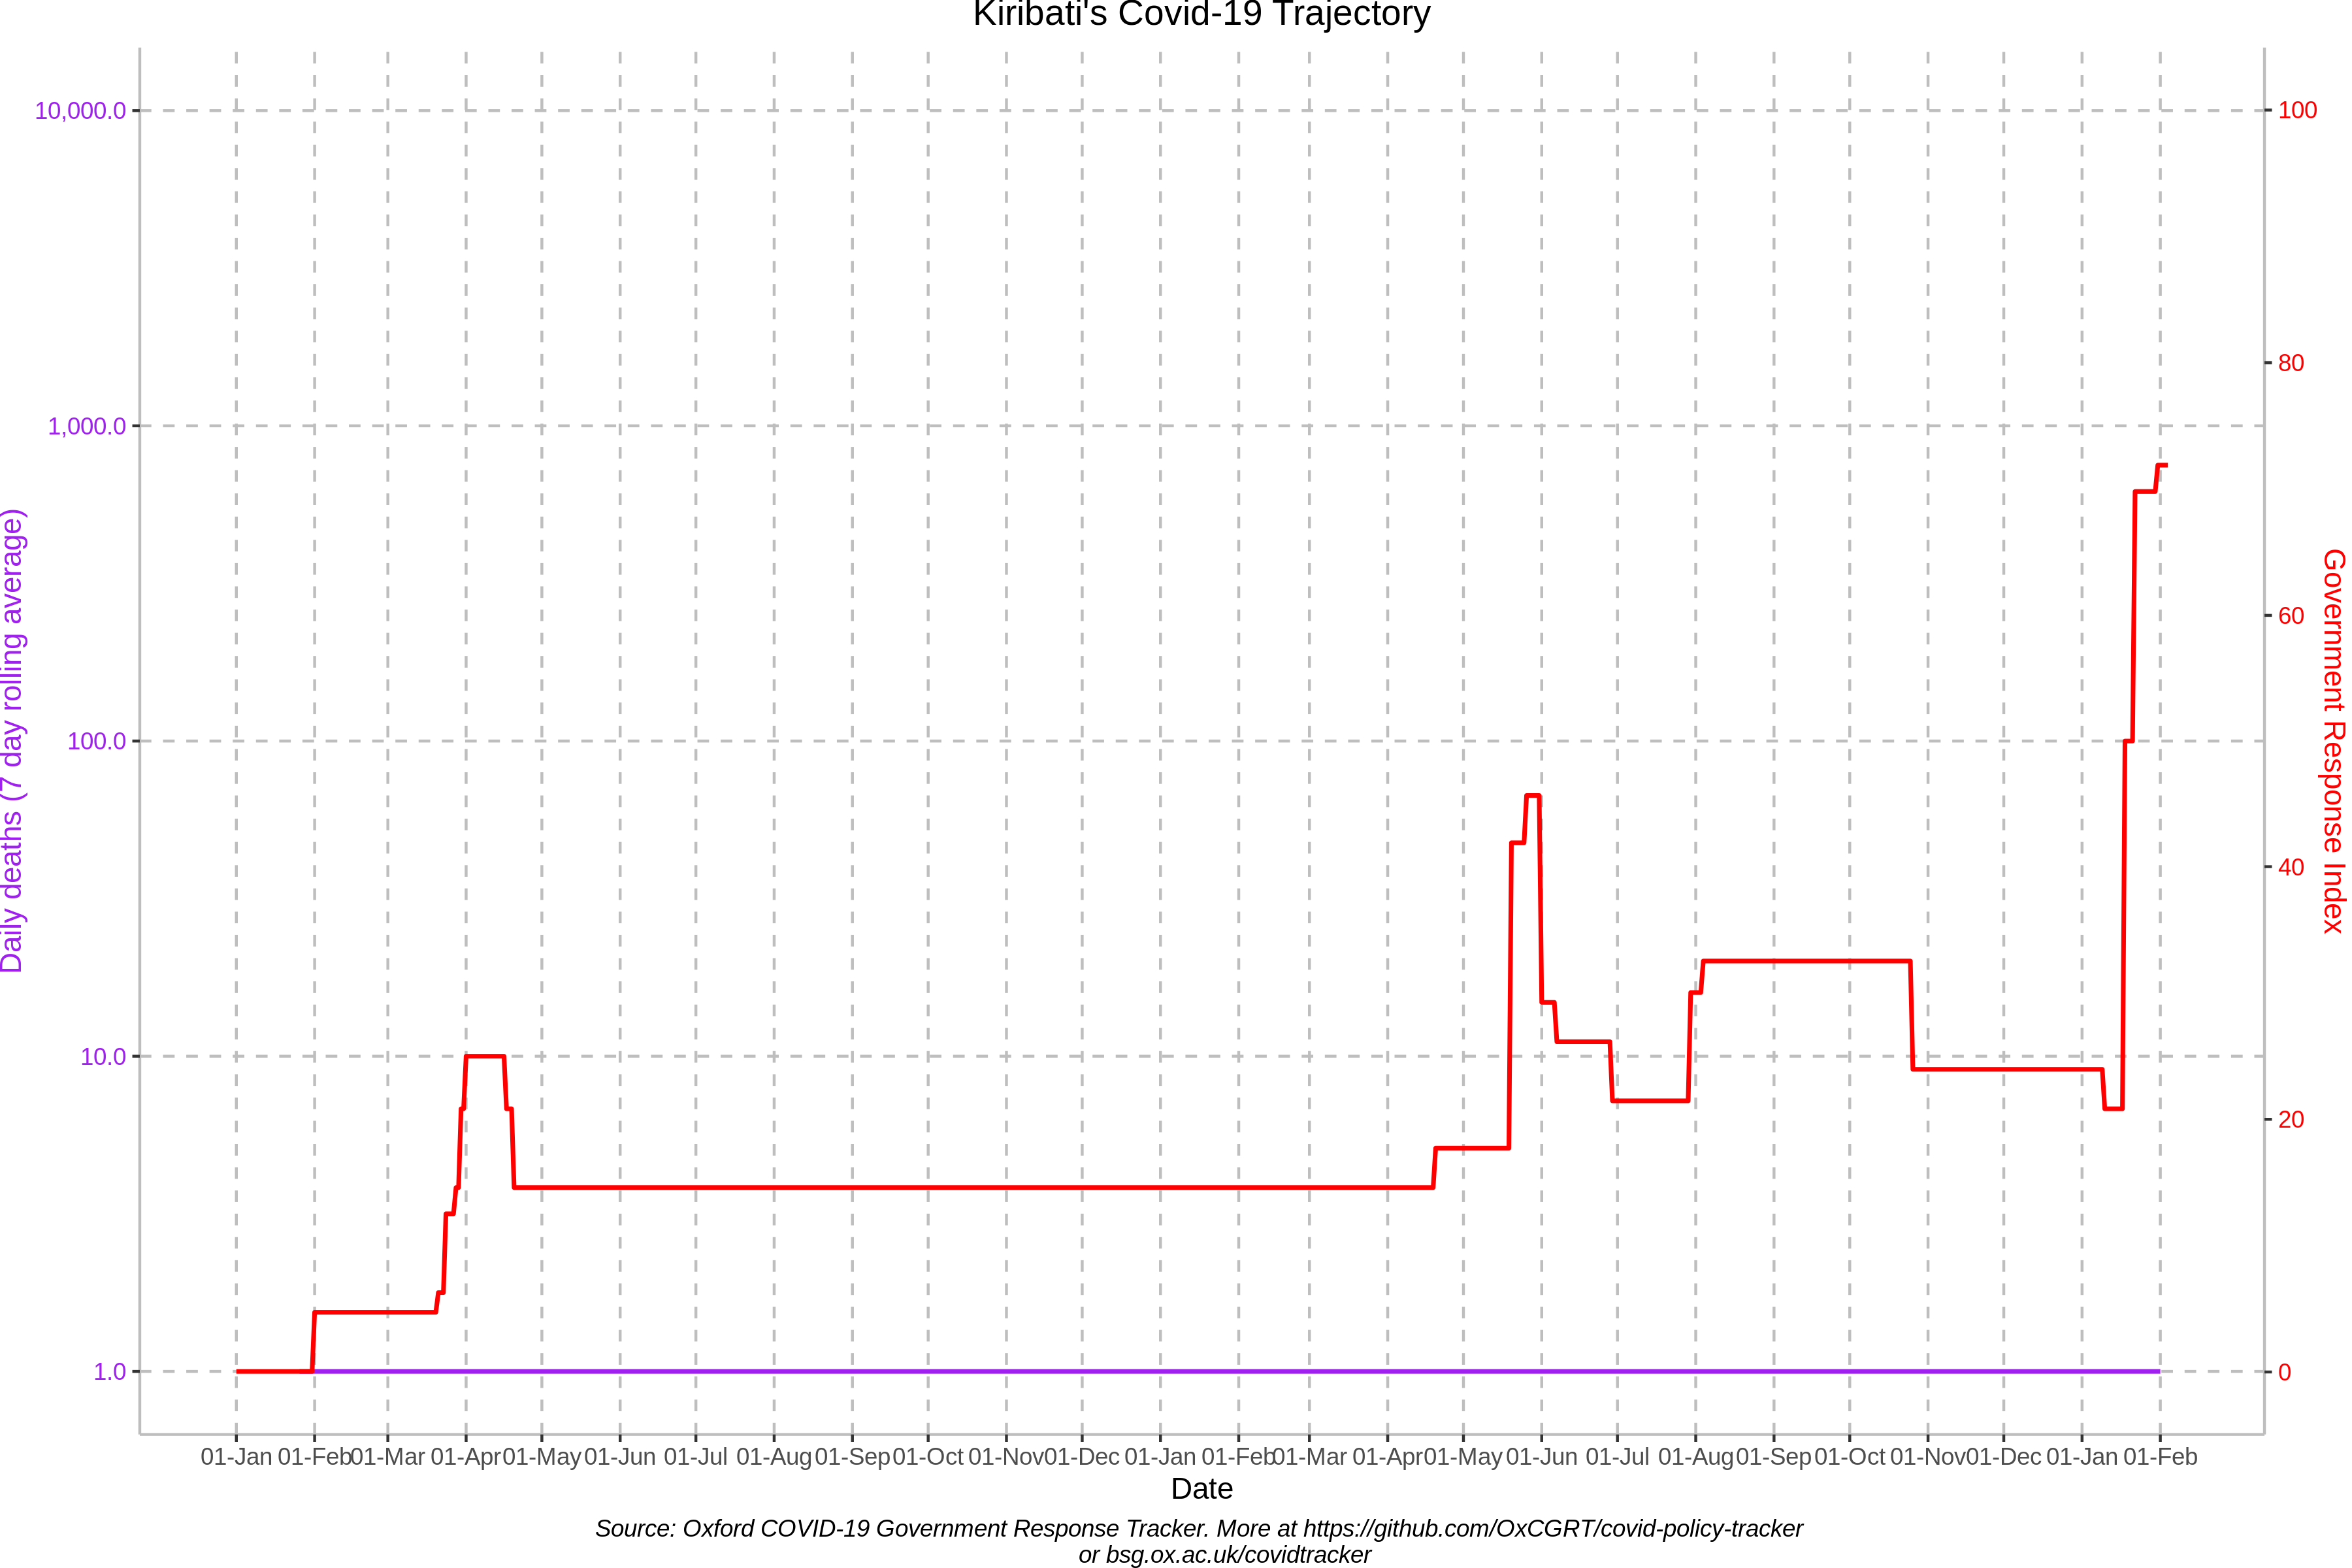 Kiribati's Covid-19 Trajectory
10,000.0
1,000.0
100.0
10.0
1.0
Daily deaths (7 day rolling average)
100
80
60
40
20
0
Government Response Index
01-Jan 01-Feb 01-Mar 01-Apr 01-May 01-Jun 01-Jul 01-Aug 01-Sep 01-Oct 01-Nov 01-Dec 01-Jan 01-Feb 01-Mar 01-Apr 01-May 01-Jun 01-Jul 01-Aug 01-Sep 01-Oct 01-Nov 01-Dec 01-Jan 01-Feb
Date
Source: Oxford COVID-19 Government Response Tracker. More at https://github.com/OxCGRT/covid-policy-tracker
or bsg.ox.ac.uk/covidtracker